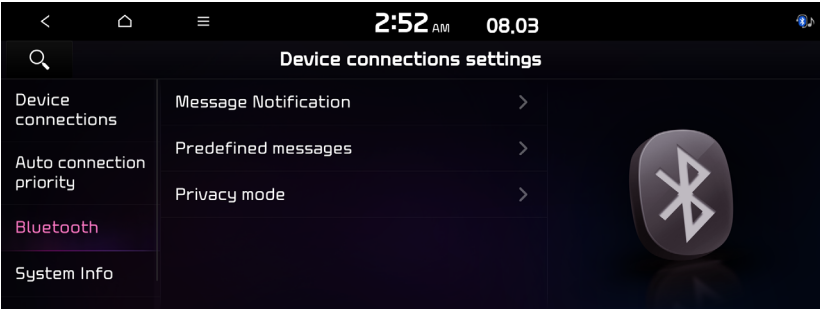 2:52 AM 08.03
Device connections settings
Device
connections
Auto connection
priority
Bluetooth
System Info
Message Notification
Predefined messages
Privacy mode